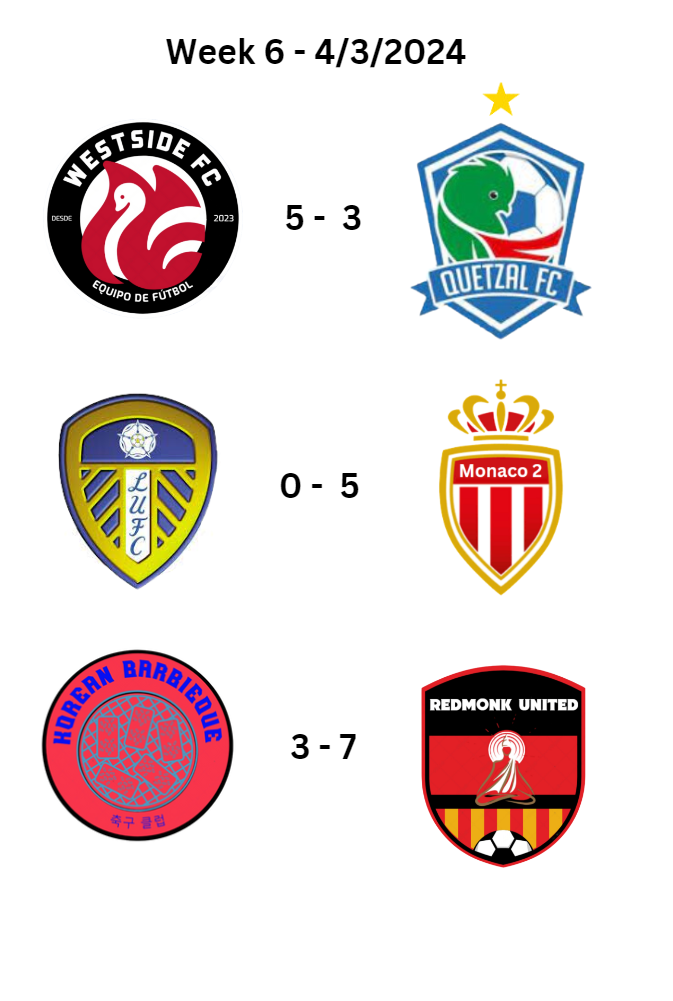 Week 6 - 4/3/2024
WESTSIDE FC
DESDE
2023
EQUIPO DE FÚTBOL
5 - 3
QUETZAL FC
LUFC
0 - 5
Monaco 2
KOREAN BARBIEQUE
축구 클럽
3 - 7
REDMONK UNITED